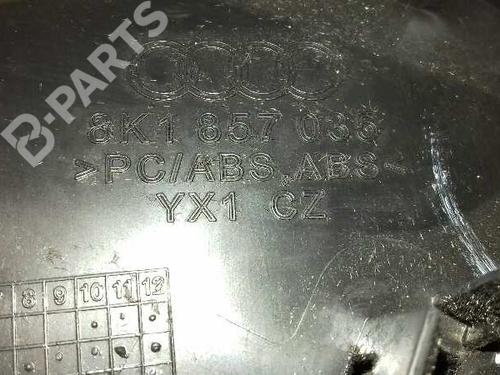 B-PARTS
8K1 857 035
>PC/ABS,ABS<
YX1 CZ
8 9 10 11 12